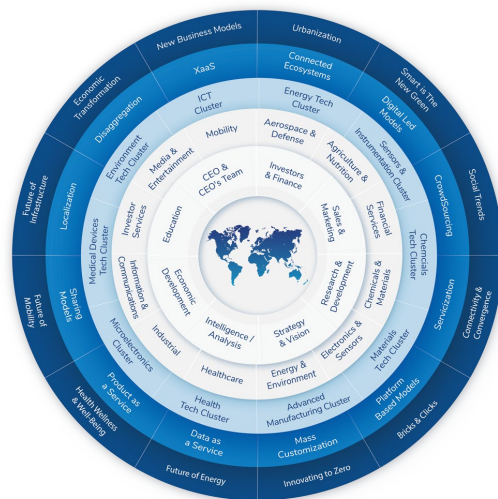 New Business Models
Urbanization
Smart is The
New Green
Social Trends
Connectivity &
Convergence
Bricks & Clicks
Innovating to Zero
Future of Energy
Health Wellness
& Well-Being
Future of
Mobility
Future of
Infrastructure
Economic
Transformation
XaaS
Connected
Ecosystems
Digital Led
Models
CrowdSourcing
Servicization
Platform
Based Models
Mass
Customization
Data as
a Service
Product as
a Service
Sharing
Models
Localization
Disaggregation
ICT
Cluster
Energy Tech
Cluster
Sensors &
Instrumentation Cluster
Chemcials
Tech Cluster
Materials
Tech Cluster
Advanced
Manufacturing Cluster
Health
Tech Cluster
Microelectronics
Cluster
Medical Devices
Tech Cluster
Environment
Tech Cluster
Mobility
Aerospace &
Defense
Agriculture &
Nutrition
Financial
Services
Chemicals &
Materials
Electronics &
Sensors
Energy &
Environment
Healthcare
Industrial
Information &
Communications
Investor
Services
Media &
Entertainment
CEO &
CEO's Team
Investors
& Finance
Sales &
Marketing
Research &
Development
Strategy
& Vision
Intelligence /
Analysis
Economic
Development
Education